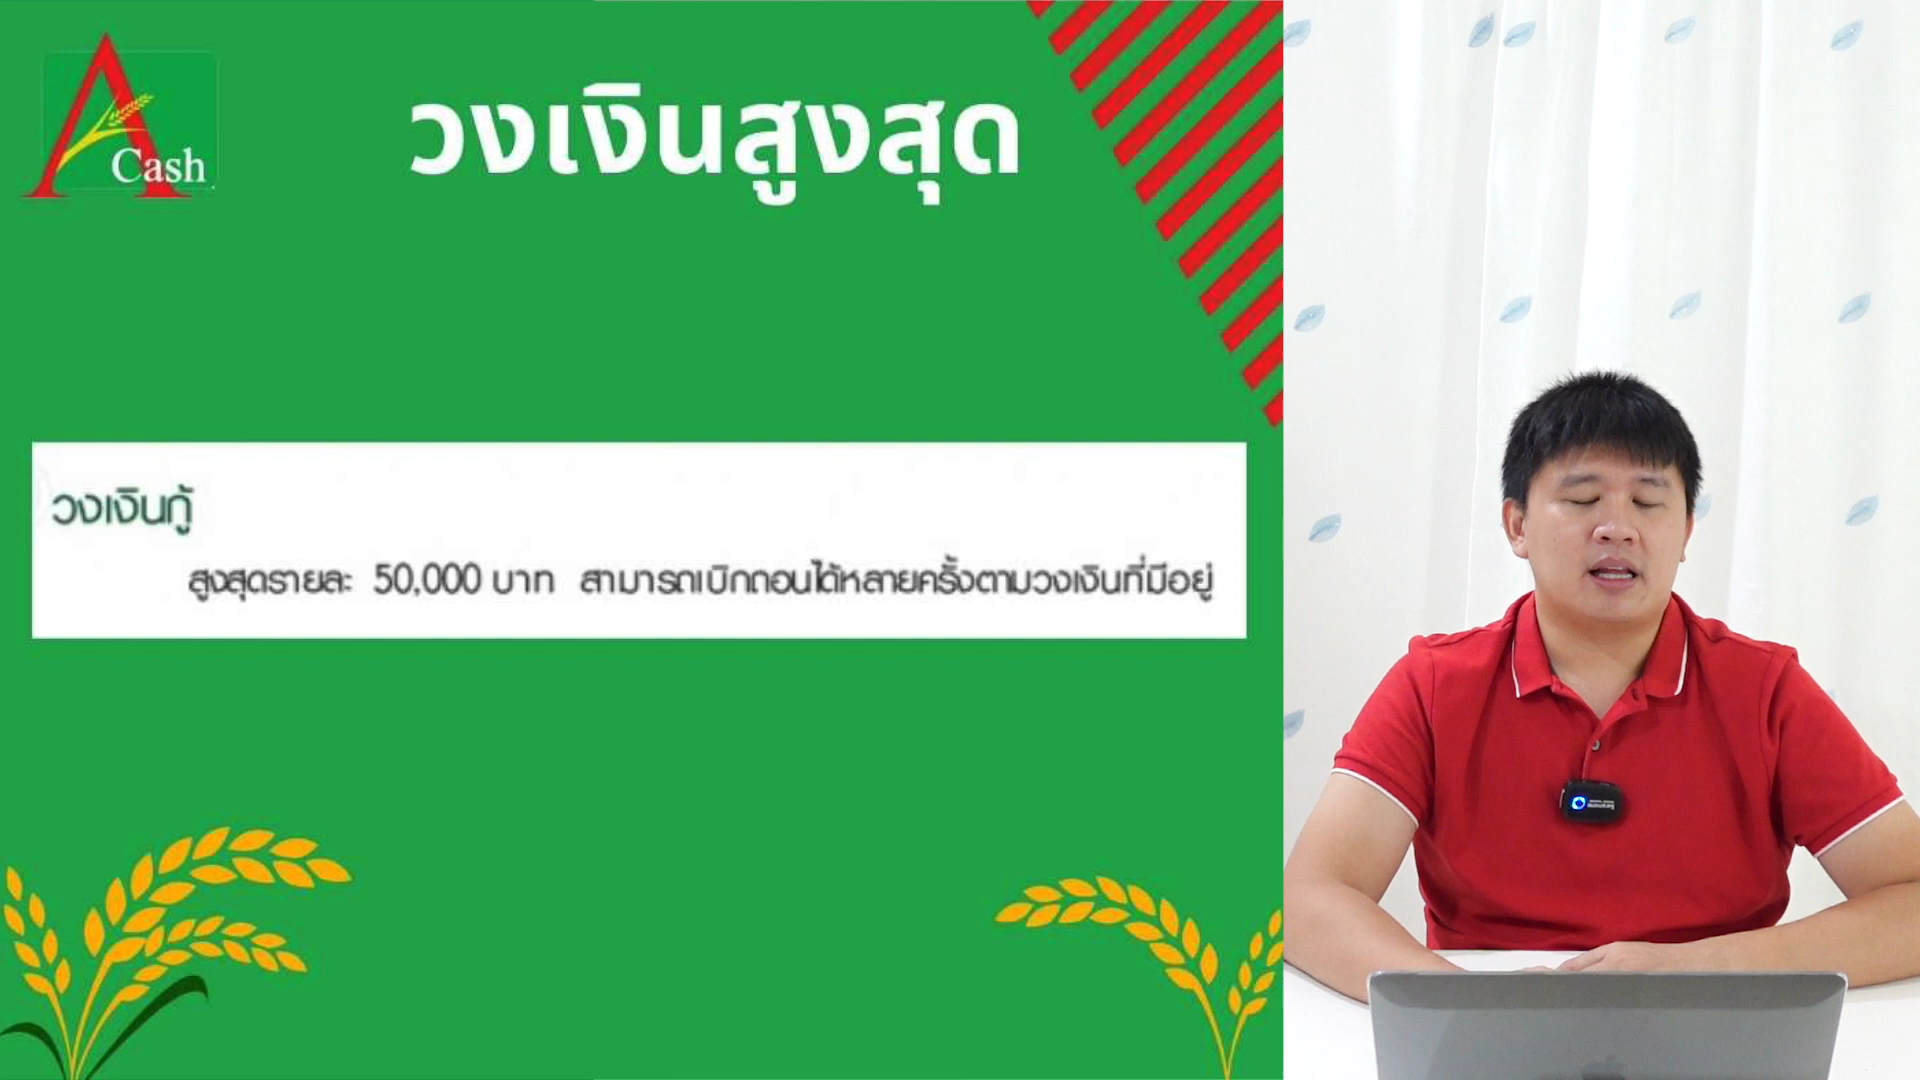 A Cash
วงเงินสูงสุด
วงเงินกู้
สูงสุดรายละ 50,000 บาท สามารถเบิกถอนได้หลายครั้งตามวงเงินที่มีอยู่